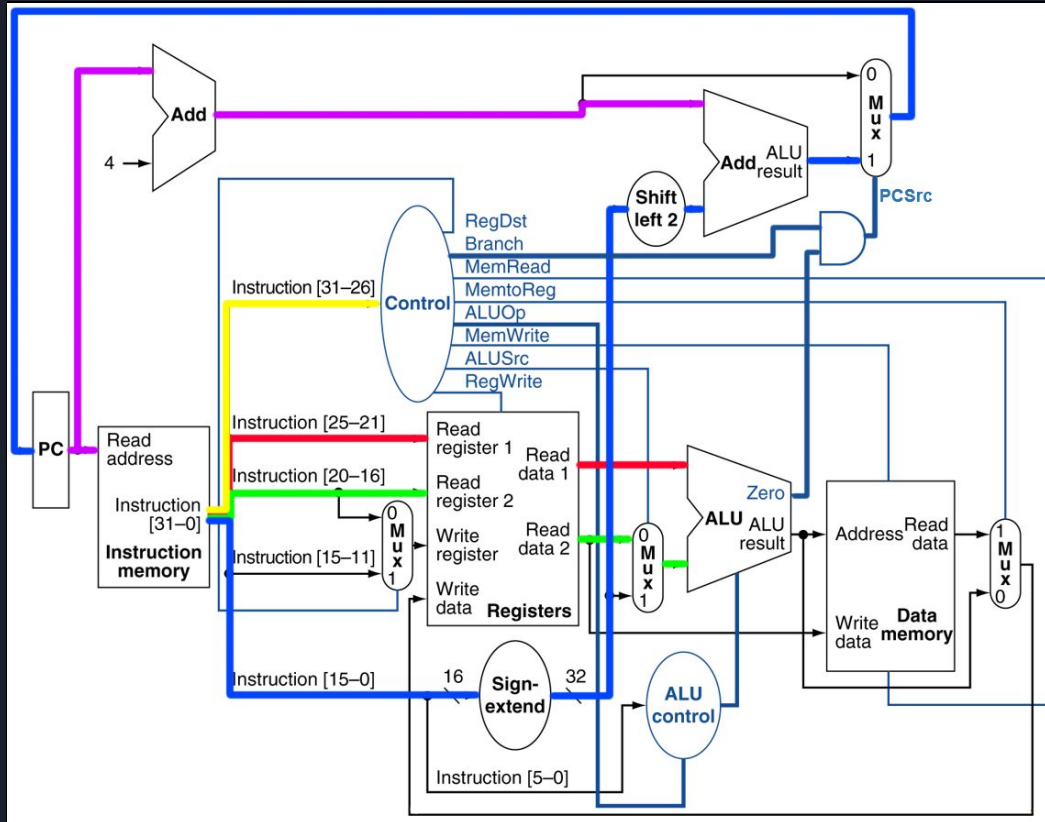 0
Mux
1
Add
4
Add
ALU
result
Shift
left 2
PCSrc
RegDst
Branch
MemRead
MemtoReg
ALUOp
MemWrite
ALUSrc
RegWrite
Control
Instruction [31–26]
Instruction [25–21]
Instruction [20–16]
Instruction [15–11]
Instruction [15–0]
Instruction [5–0]
PC
Read
address
Instruction
[31–0]
Instruction
memory
0
Mux
1
Read
register 1
Read
register 2
Write
register
Write
data
Read
data 1
Read
data 2
Registers
0
Mux
1
Zero
ALU
ALU
result
Address
Read
data
Write
data
Data
memory
1
Mux
0
16
Sign-
extend
32
ALU
control